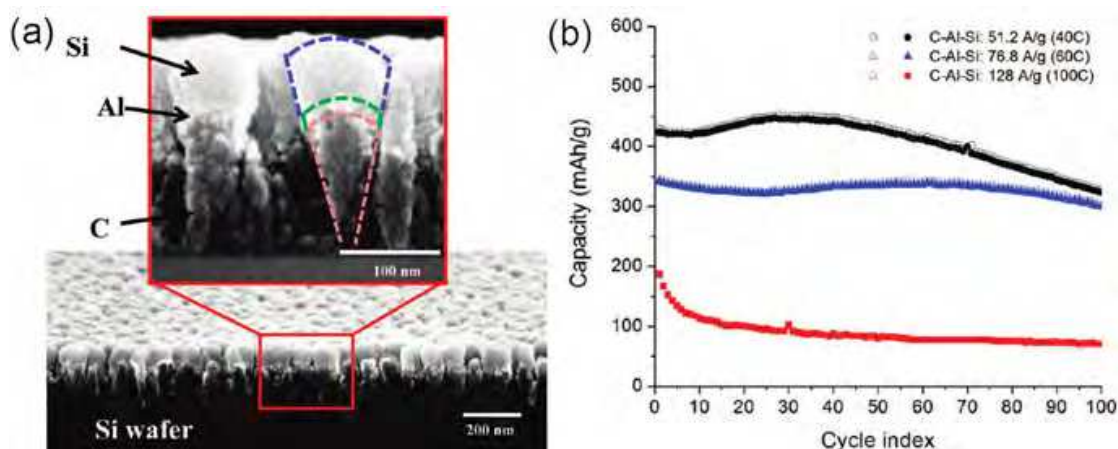 (a)
Si
Al
C
100 nm
Si wafer
200 nm
(b)
600
500
400
300
200
100
0
Capacity (mAh/g)
C-Al-Si: 51.2 A/g (40C)
C-Al-Si: 76.8 A/g (60C)
C-Al-Si: 128 A/g (100C)
0 10 20 30 40 50 60 70 80 90 100
Cycle index